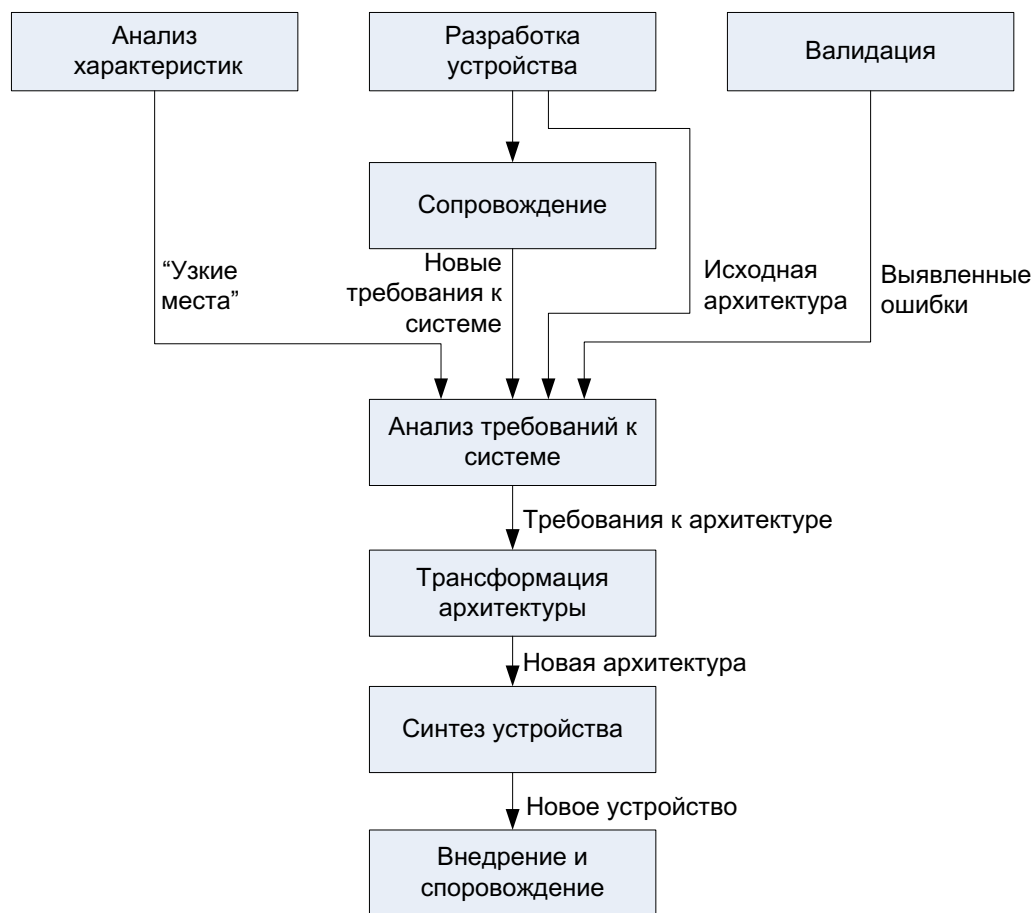 Анализ
характеристик
Разработка
устройства
Валидация
Сопровождение
“Узкие
места”
Новые
требования к
системе
Исходная
архитектура
Выявленные
ошибки
Анализ требований к
системе
Требования к архитектуре
Трансформация
архитектуры
Новая архитектура
Синтез устройства
Новое устройство
Внедрение и
споровождение